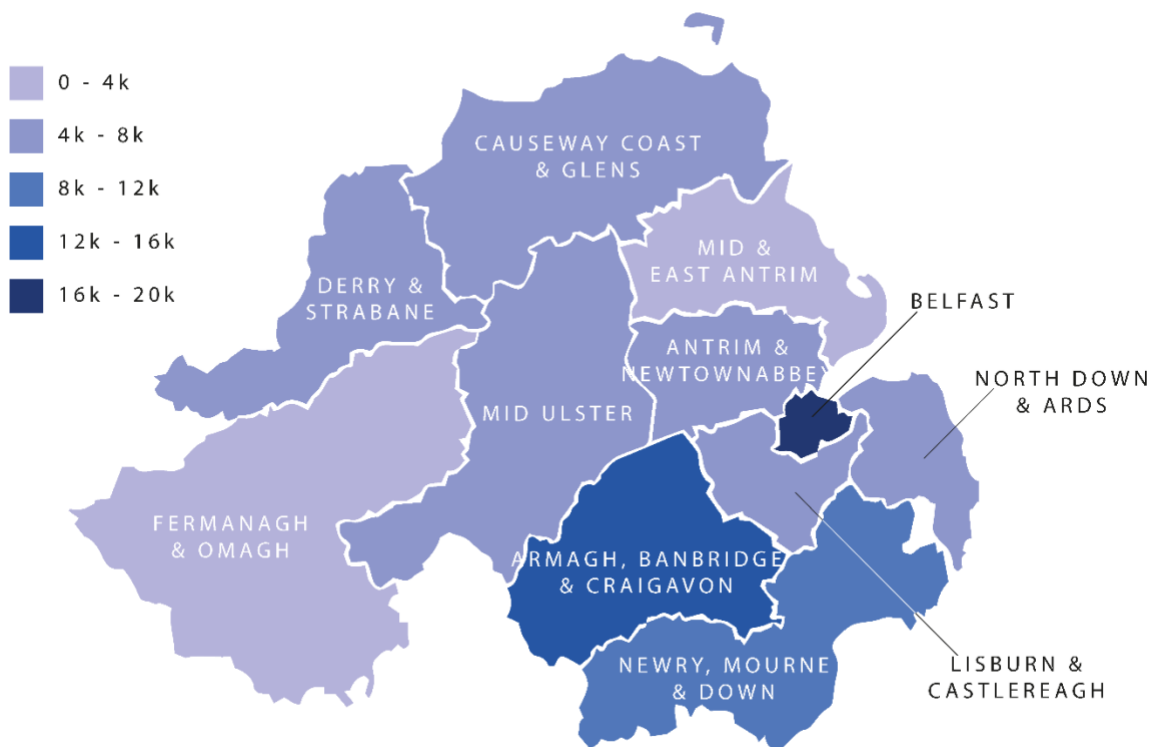 0 - 4k
4k - 8k
8k - 12k
12k - 16k
16k - 20k
CAUSEWAY COAST
& GLENS
MID &
EAST ANTRIM
DERRY &
STRABANE
BELFAST
ANTRIM &
NEWTOWNABBEY
NORTH DOWN
& ARDS
MID ULSTER
FERMANAGH
& OMAGH
ARMAGH, BANBRIDGE
& CRAIGAVON
NEWRY, MOURNE
& DOWN
LISBURN &
CASTLEREAGH